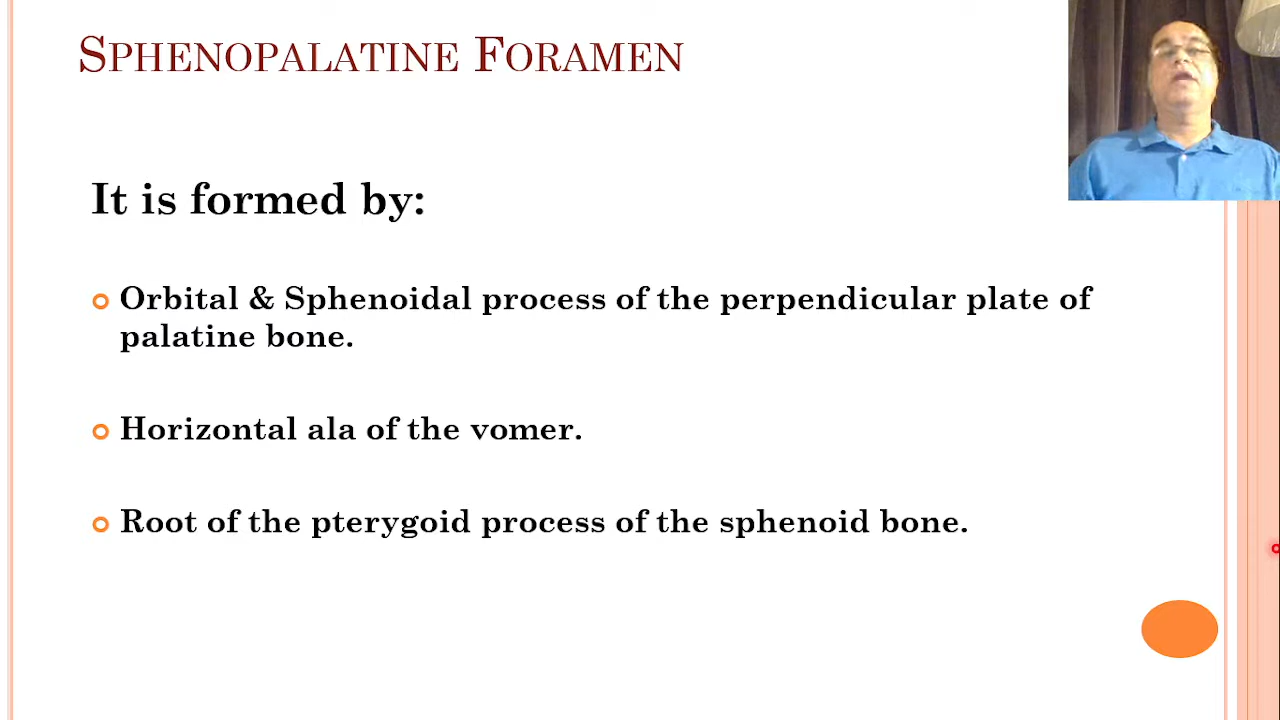 Sphenopalatine Foramen
It is formed by:
Orbital & Sphenoidal process of the perpendicular plate of
palatine bone.
Horizontal ala of the vomer.
Root of the pterygoid process of the sphenoid bone.